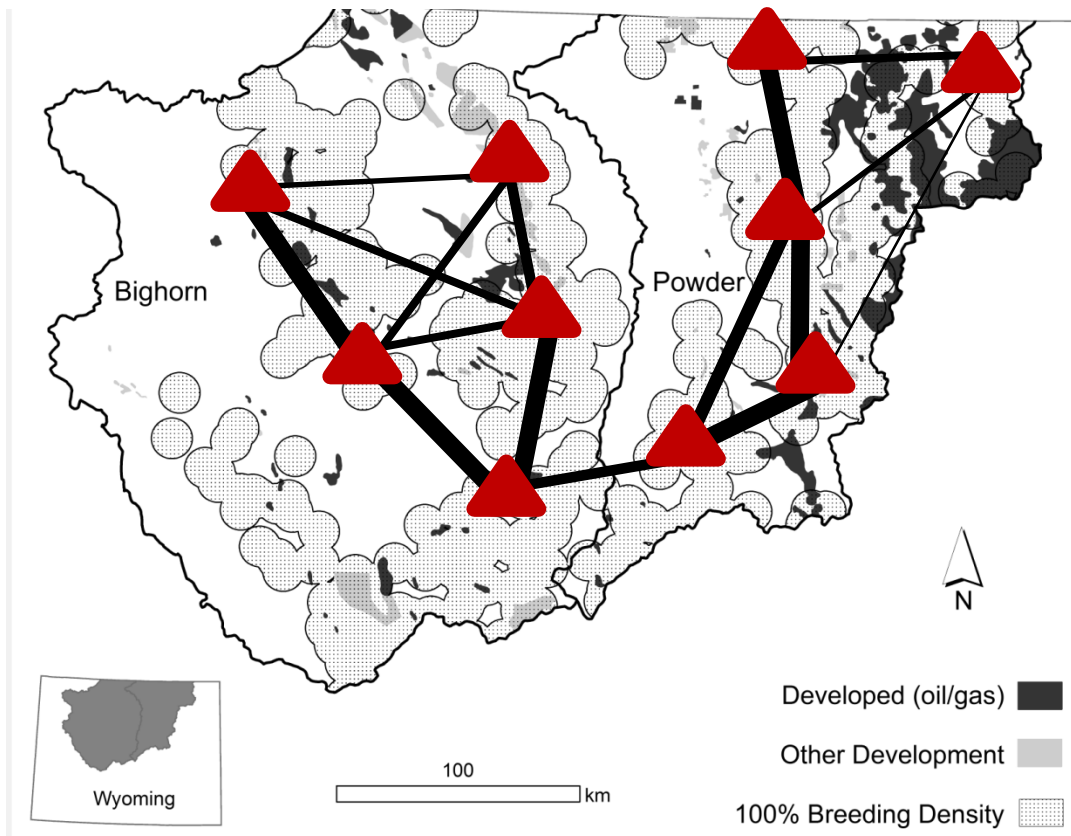 Bighorn
Powder
N
Developed (oil/gas)
Other Development
100% Breeding Density
100
km
Wyoming